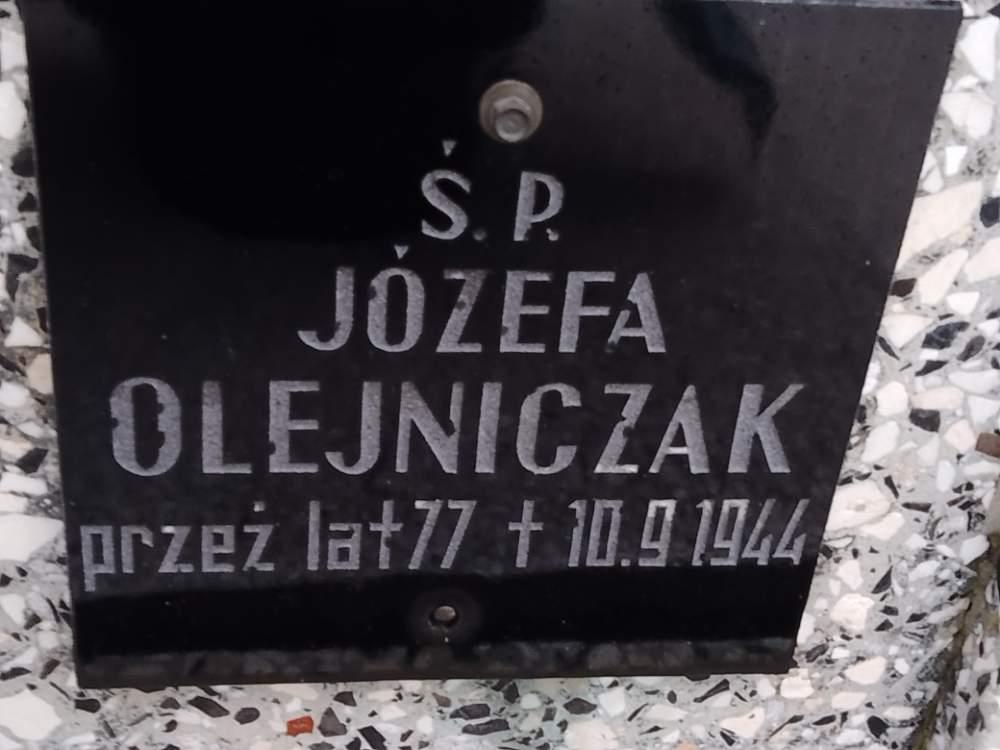 Ś. P.
JÓZEFA
OLEJNICZAK
przeż lat 77 † 10.9 1944